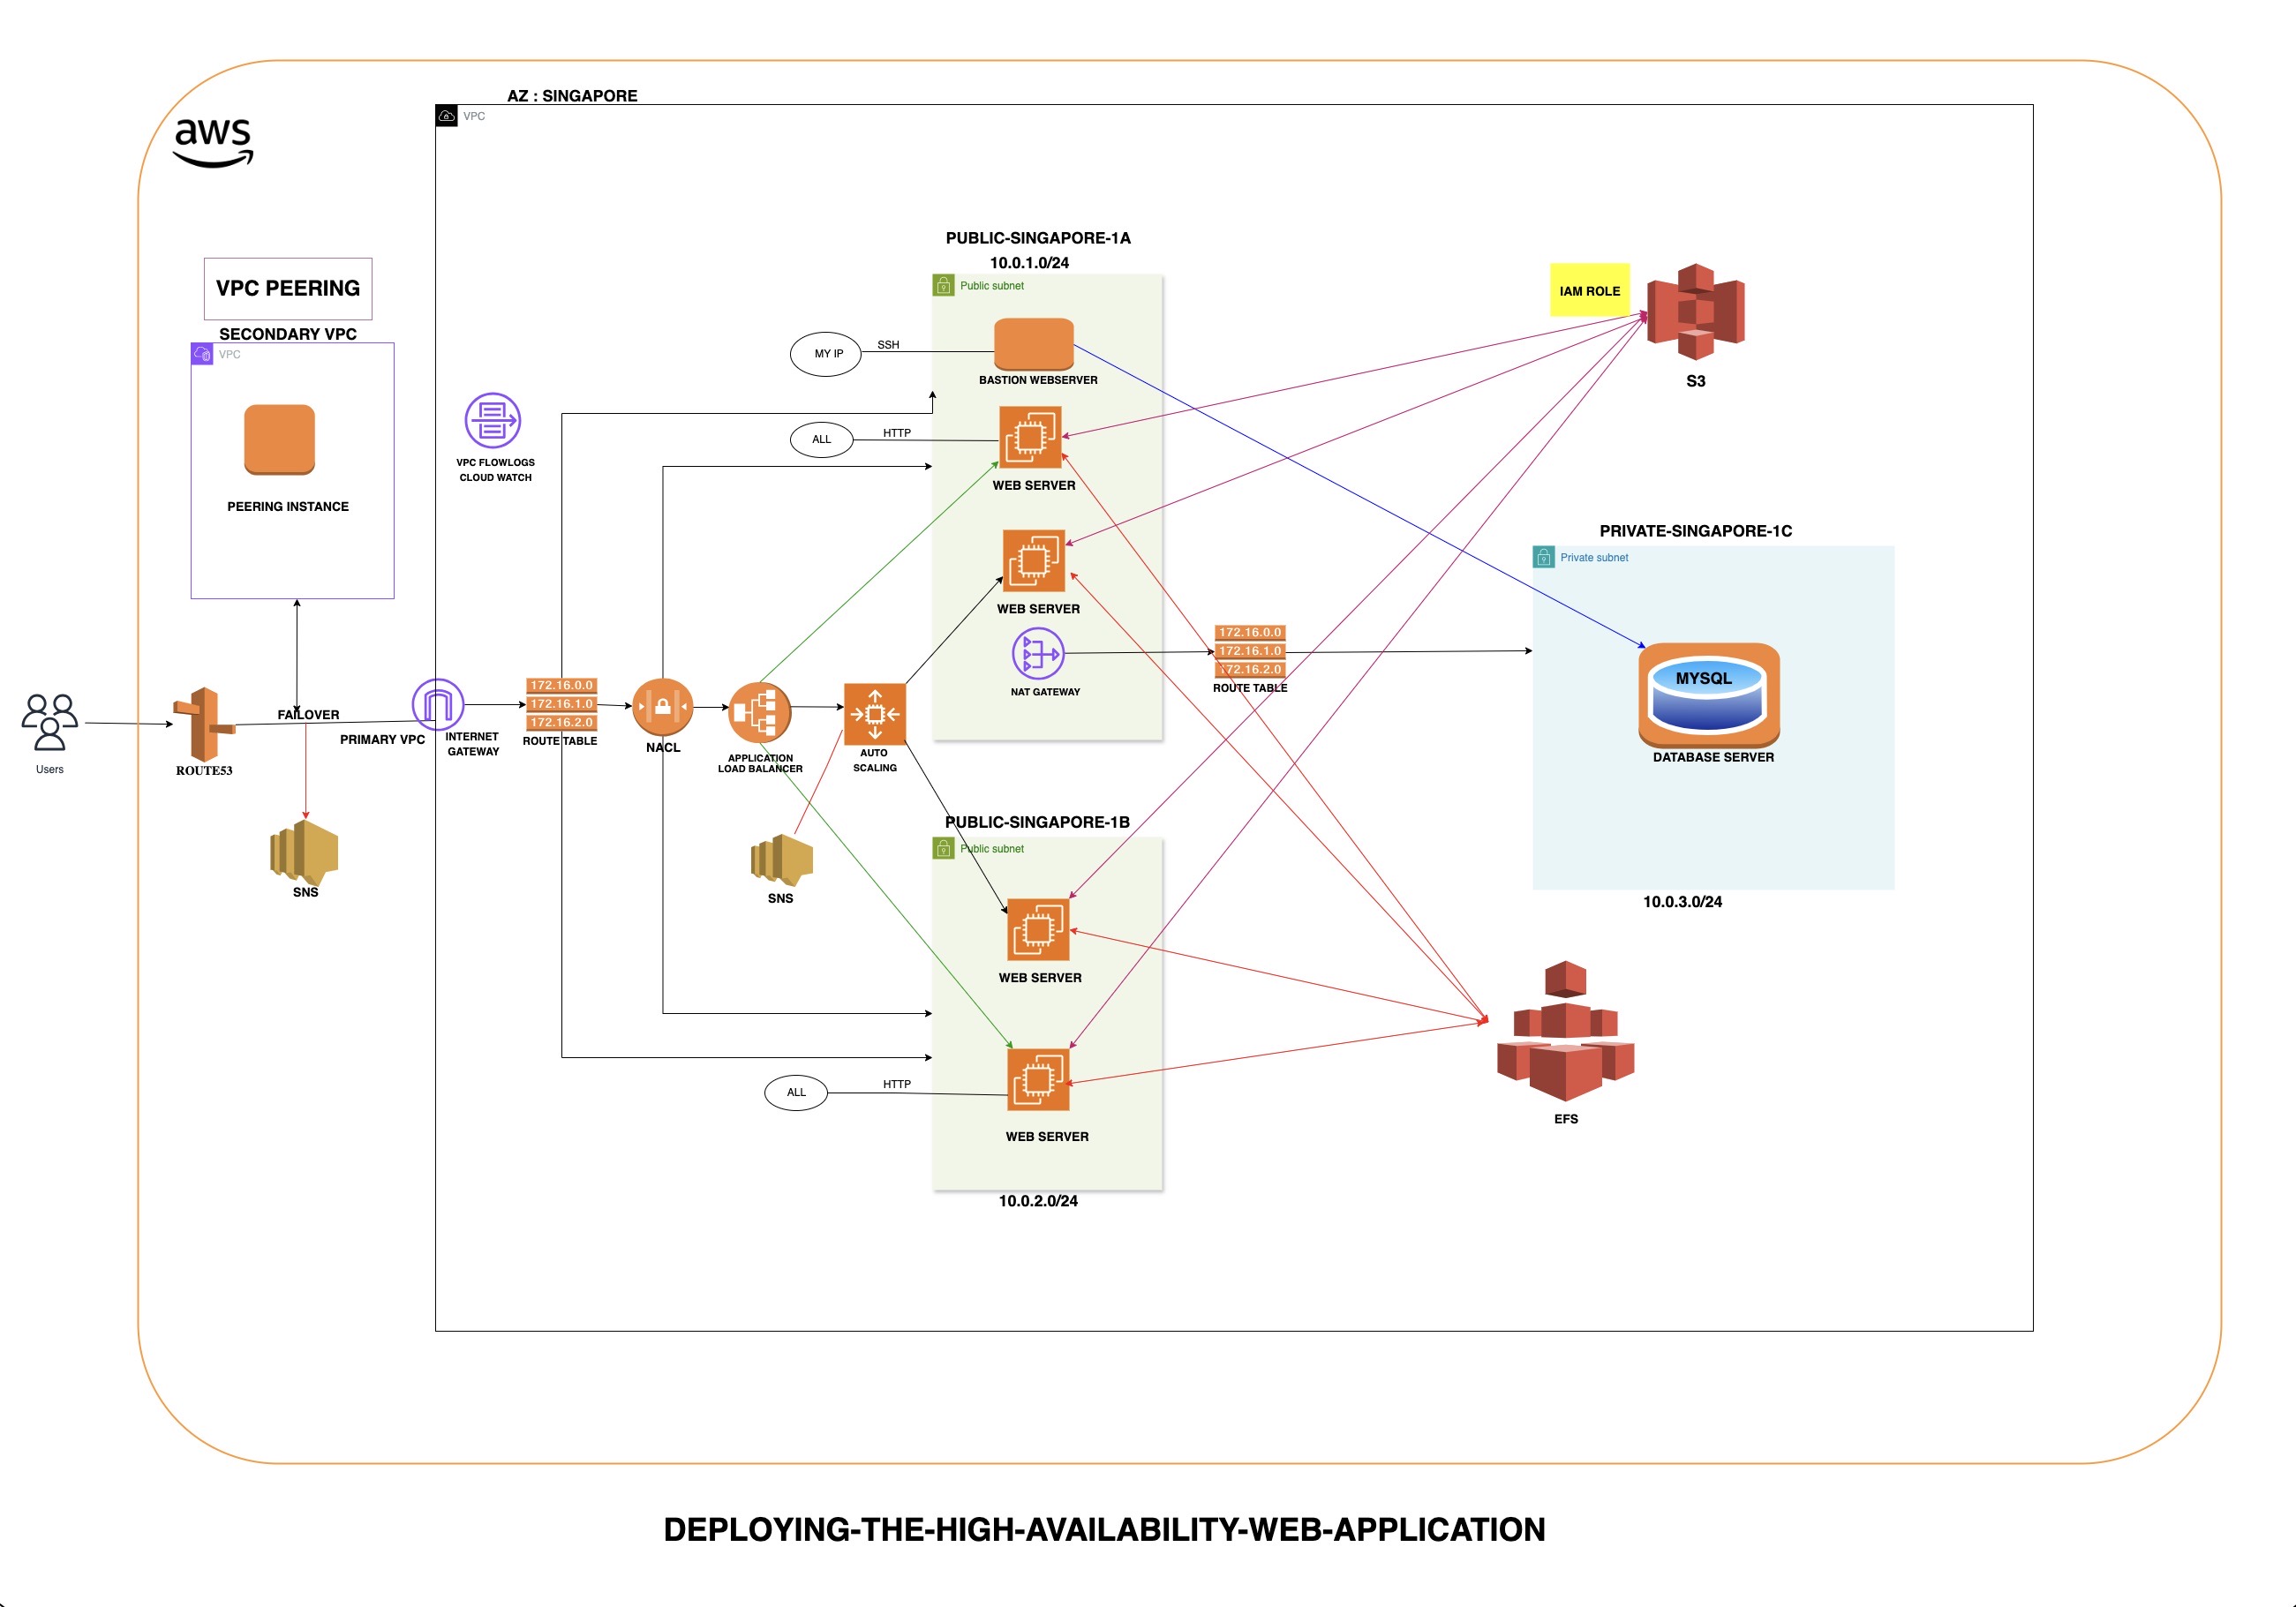 AZ : SINGAPORE
VPC
aws
PUBLIC-SINGAPORE-1A
10.0.1.0/24
Public subnet
VPC PEERING
SECONDARY VPC
VPC
PEERING INSTANCE
IAM ROLE
S3
MY IP
SSH
BASTION WEBSERVER
ALL
HTTP
WEB SERVER
VPC FLOWLOGS
CLOUD WATCH
WEB SERVER
NAT GATEWAY
172.16.0.0
172.16.1.0
172.16.2.0
ROUTE TABLE
PRIVATE-SINGAPORE-1C
Private subnet
MYSQL
DATABASE SERVER
10.0.3.0/24
Users
ROUTE53
FAILOVER
PRIMARY VPC
INTERNET
GATEWAY
172.16.0.0
172.16.1.0
172.16.2.0
ROUTE TABLE
NACL
APPLICATION
LOAD BALANCER
AUTO
SCALING
SNS
SNS
PUBLIC-SINGAPORE-1B
Public subnet
WEB SERVER
ALL
HTTP
WEB SERVER
10.0.2.0/24
EFS
DEPLOYING-THE-HIGH-AVAILABILITY-WEB-APPLICATION